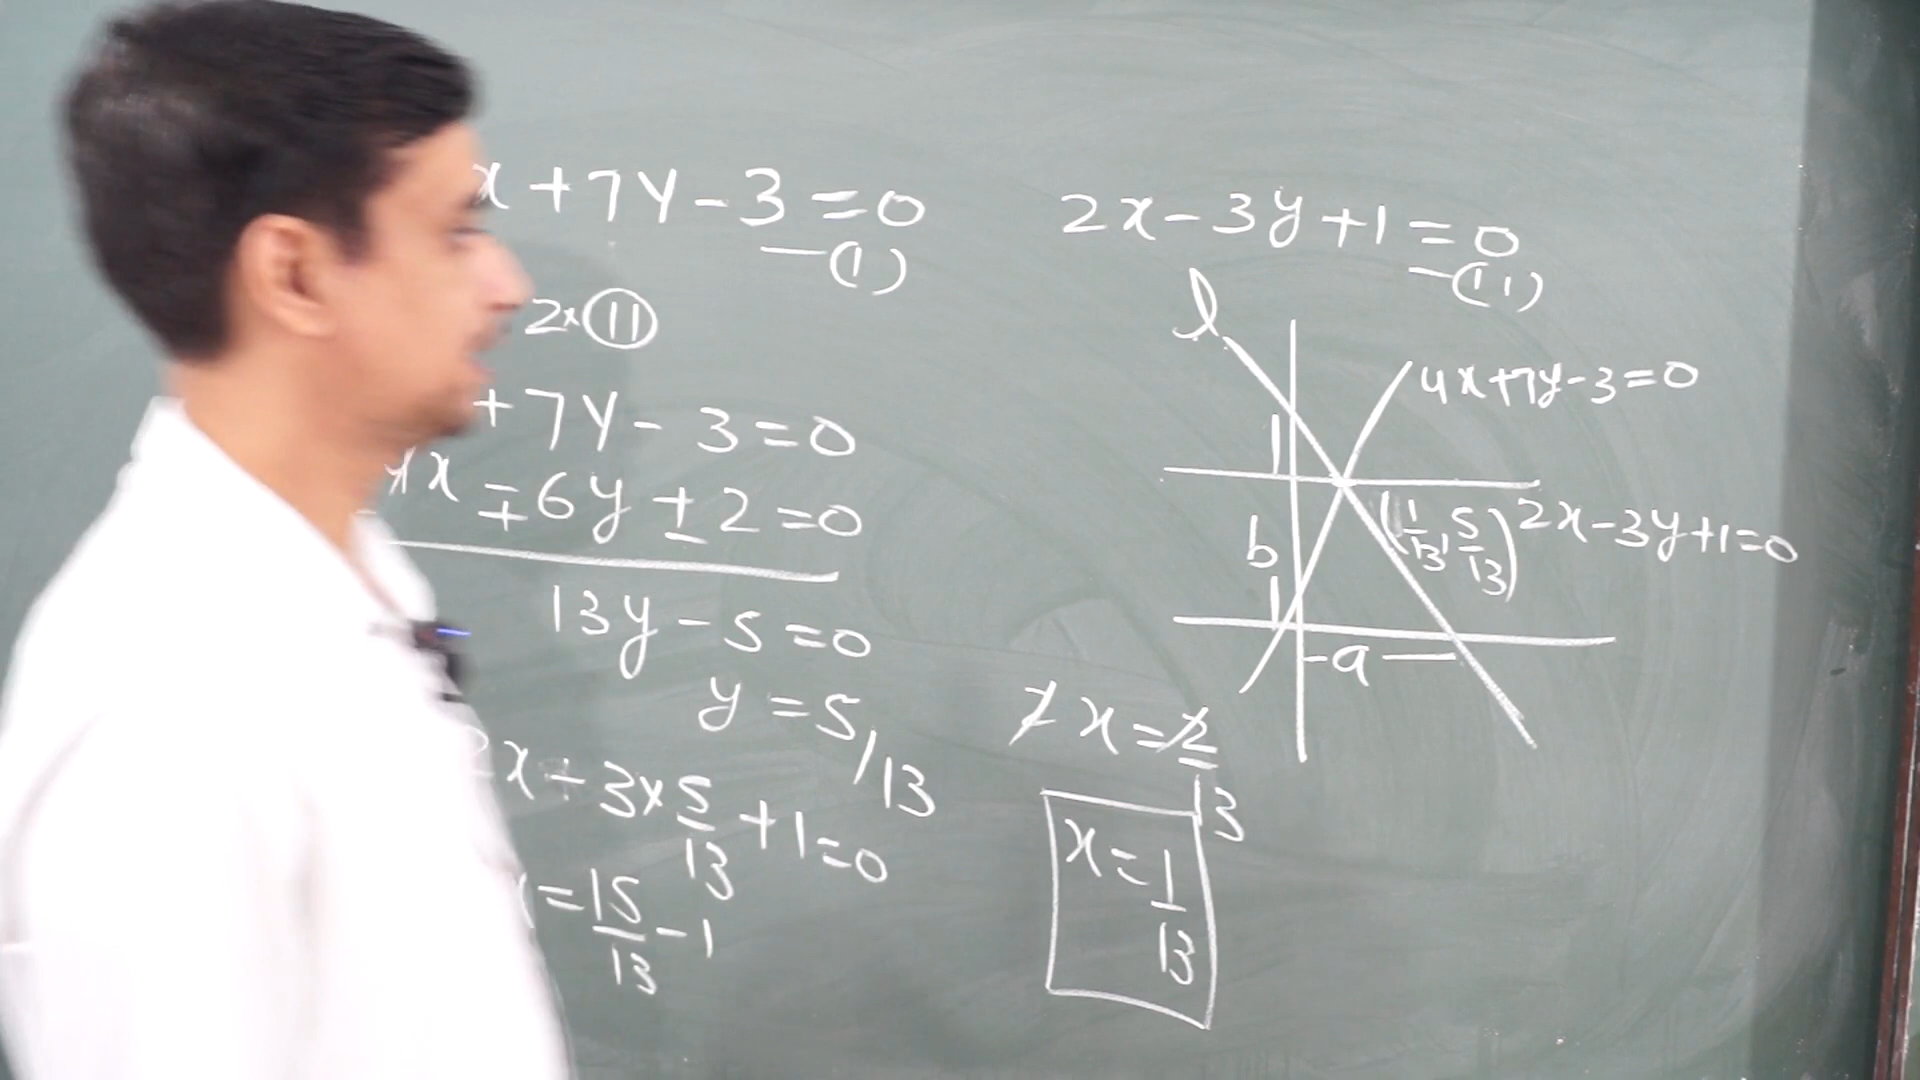 x + 7y - 3 = 0
- (1)
2 × (11)
+ 7y - 3 = 0
x ∓ 6y ± 2 = 0
13y - 5 = 0
y = 5/13
2x - 3 × 5/13 + 1 = 0
= 15/13 - 1
2x - 3y + 1 = 0
- (11)
l
4x + 7y - 3 = 0
b
(1/13, 5/13)
2x - 3y + 1 = 0
a
2x = 2/13
x = 1/13